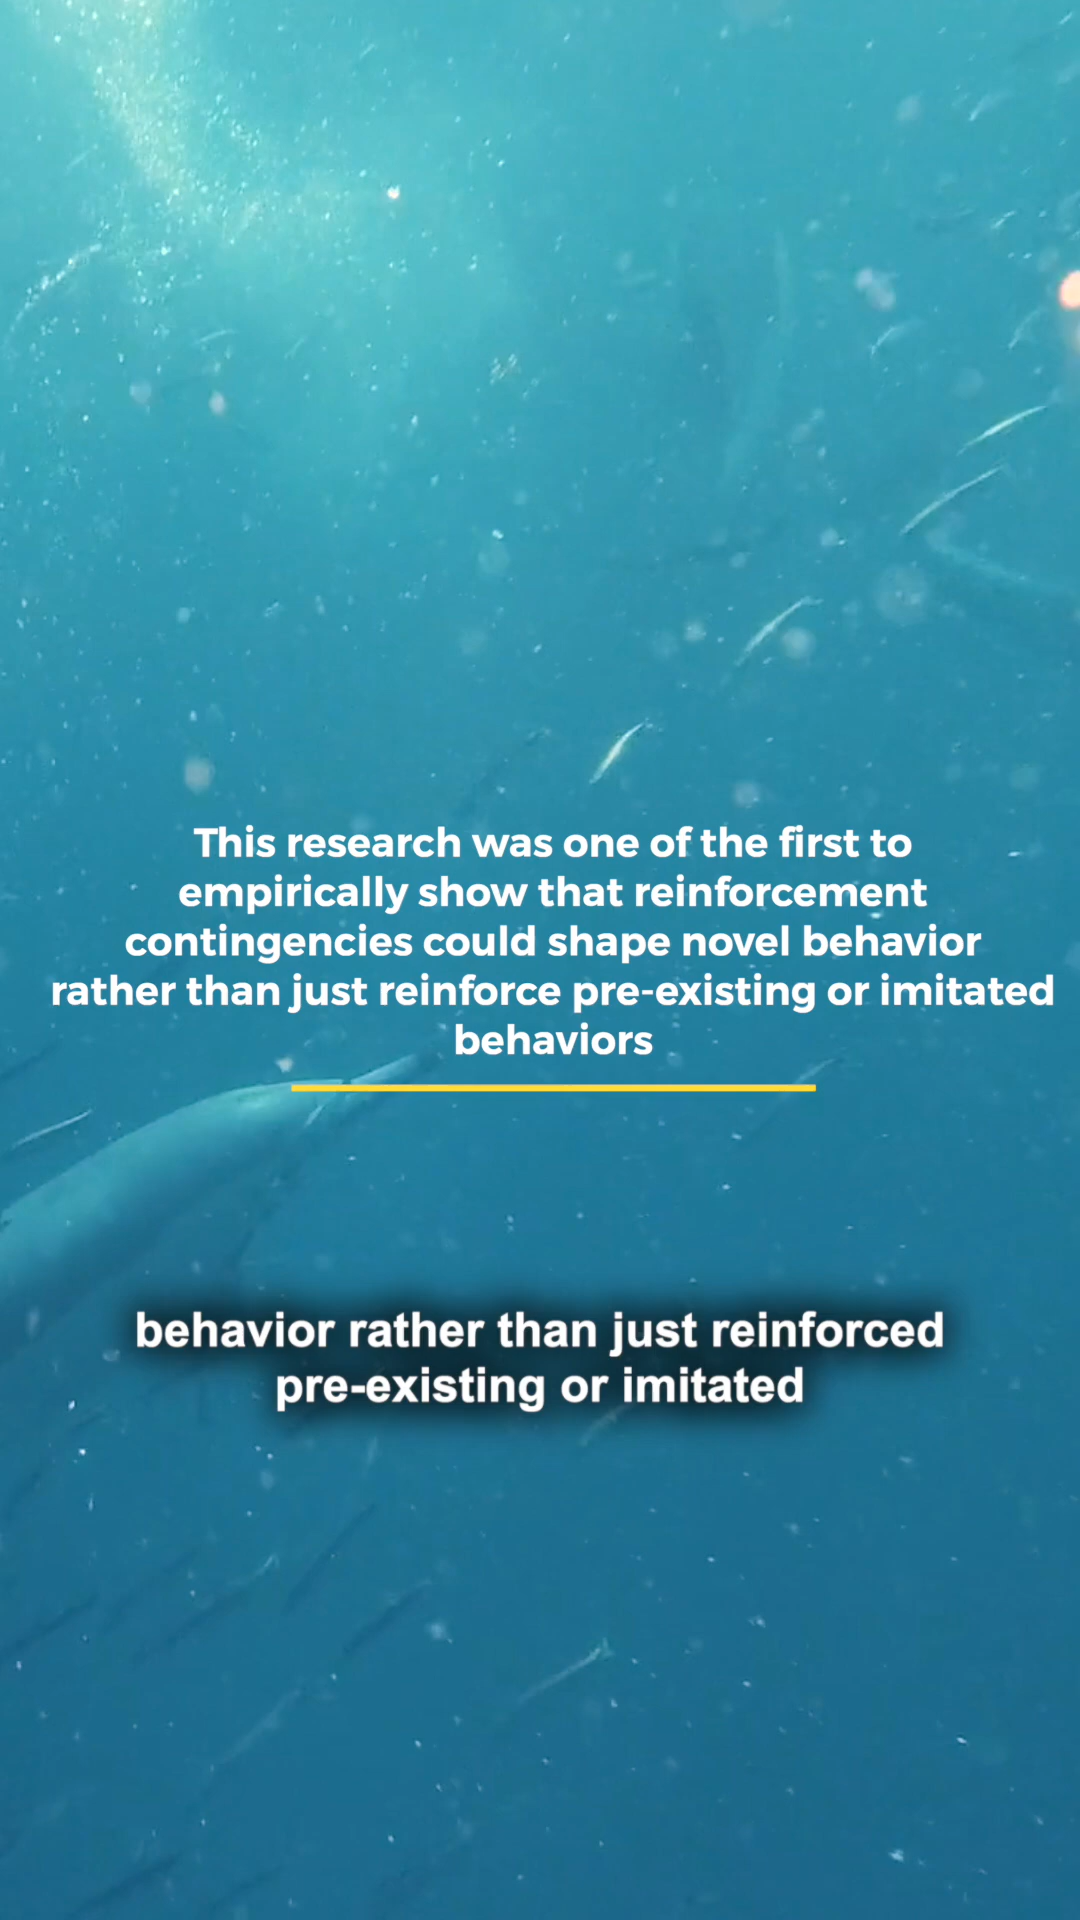 This research was one of the first to
empirically show that reinforcement
contingencies could shape novel behavior
rather than just reinforce pre-existing or imitated
behaviors
behavior rather than just reinforced
pre-existing or imitated